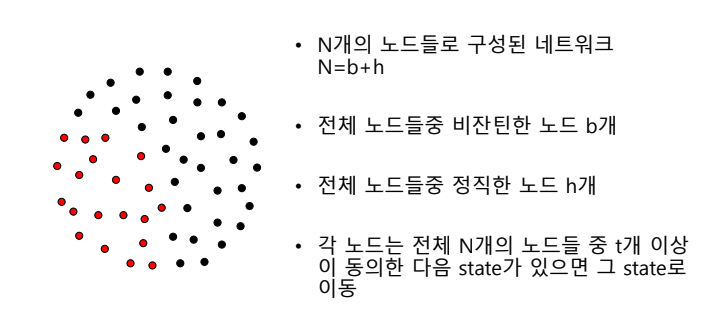 • N개의 노드들로 구성된 네트워크
N=b+h
• 전체 노드들중 비잔틴한 노드 b개
• 전체 노드들중 정직한 노드 h개
• 각 노드는 전체 N개의 노드들 중 t개 이상
이 동의한 다음 state가 있으면 그 state로
이동